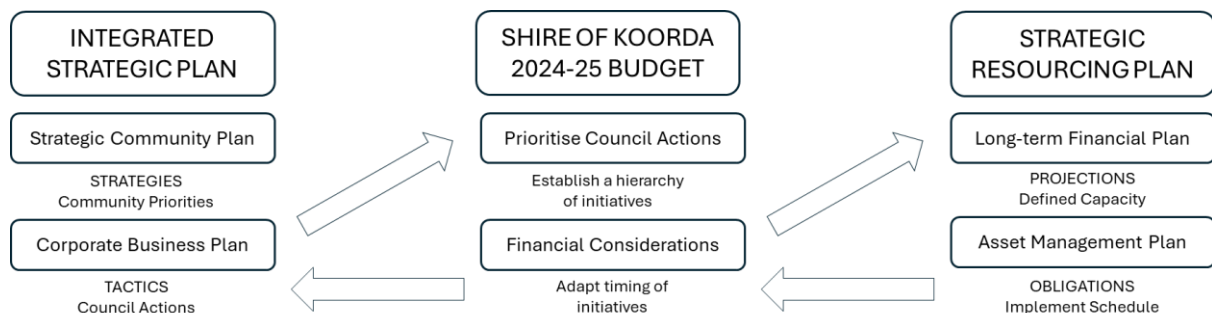 INTEGRATED
STRATEGIC PLAN
Strategic Community Plan
STRATEGIES
Community Priorities
Corporate Business Plan
TACTICS
Council Actions
SHIRE OF KOORDA
2024-25 BUDGET
Prioritise Council Actions
Establish a hierarchy
of initiatives
Financial Considerations
Adapt timing of
initiatives
STRATEGIC
RESOURCING PLAN
Long-term Financial Plan
PROJECTIONS
Defined Capacity
Asset Management Plan
OBLIGATIONS
Implement Schedule